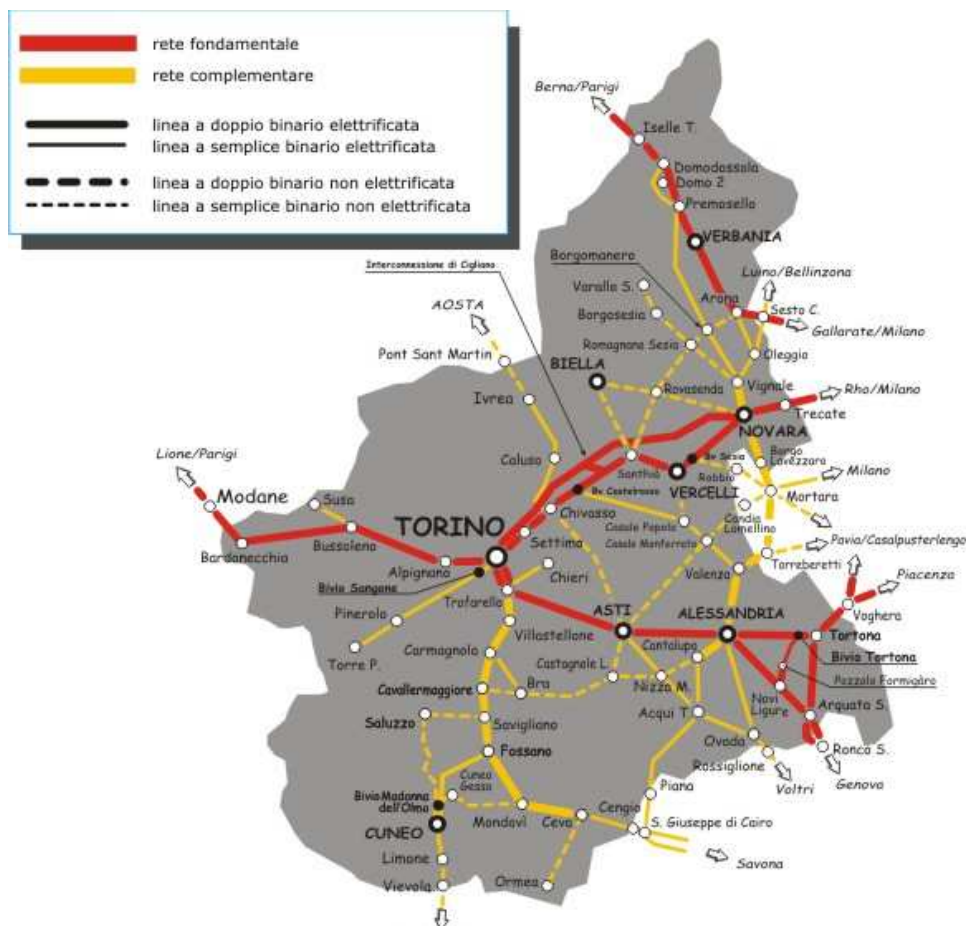 rete fondamentale
rete complementare
linea a doppio binario elettrificata
linea a semplice binario elettrificata
linea a doppio binario non elettrificata
linea a semplice binario non elettrificata
Berna/Parigi
Iselle T.
Domodossola
Domo 2
Premosello
VERBANIA
Interconnessione di Cigliano
Borgomanero
Luino/Bellinzona
Varallo S.
Arona
Sesto C.
AOSTA
Borgosesia
Gallarate/Milano
Pont Sant Martin
Romagnano Sesia
Oleggio
BIELLA
Vignale
Ivrea
Rovasenda
Rho/Milano
Trecate
NOVARA
Lione/Parigi
Caluso
Borgo
Lavezzaro
Santhià
Bv Sesia
Robbio
Milano
Modane
Susa
VERCELLI
Bv Castelrosso
Mortara
TORINO
Chivasso
Candia
Lomellina
Casale Popolo
Bussoleno
Settimo
Casale Monferrato
Pavia/Casalpusterlengo
Bardonecchia
Torreberetti
Alpignano
Chieri
Valenza
Piacenza
Bivio Sangone
Trofarello
Pinerolo
ASTI
ALESSANDRIA
Voghera
Villastellone
Tortona
Cantalupo
Torre P.
Carmagnola
Castagnole L.
Bivio Tortona
Bra
Nizza M.
Pozzolo Formigaro
Cavallermaggiore
Novi
Ligure
Arquata S.
Saluzzo
Savigliano
Acqui T.
Ovada
Fossano
Ronco S.
Rossiglione
Cuneo
Gesso
Genova
Piana
Voltri
Bivio Madonna
dell'Olmo
Mondovì
Ceva
Cengio
CUNEO
S. Giuseppe di Cairo
Limone
Savona
Vievola
Ormea